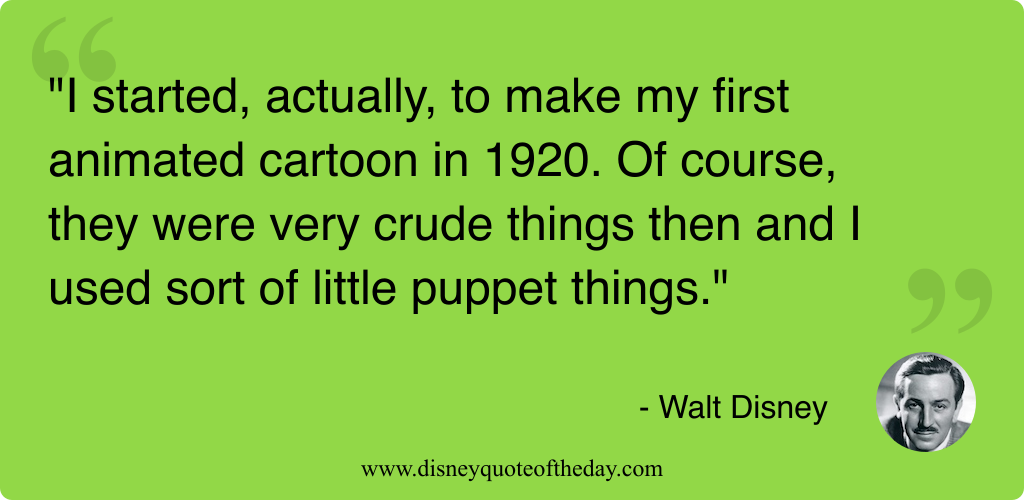 "I started, actually, to make my first
animated cartoon in 1920. Of course,
they were very crude things then and I
used sort of little puppet things."
- Walt Disney
www.disneyquoteoftheday.com